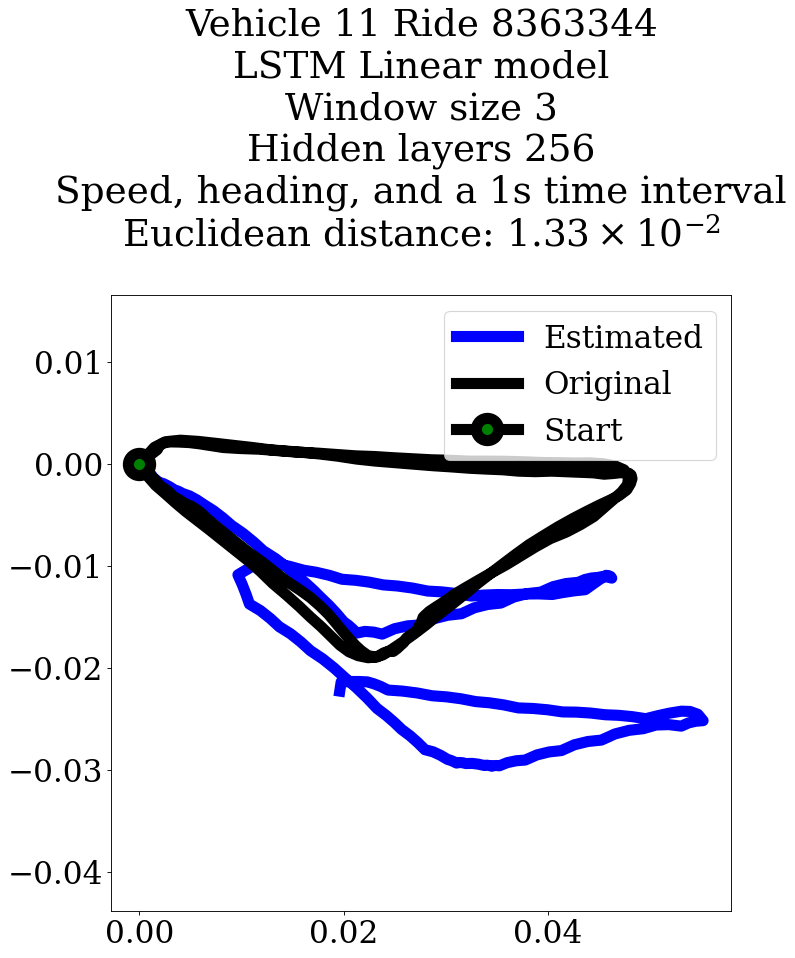 Vehicle 11 Ride 8363344
LSTM Linear model
Window size 3
Hidden layers 256
Speed, heading, and a 1s time interval
Euclidean distance: 1.33 × 10⁻²
Estimated
Original
Start
0.01
0.00
−0.01
−0.02
−0.03
−0.04
0.00 0.02 0.04